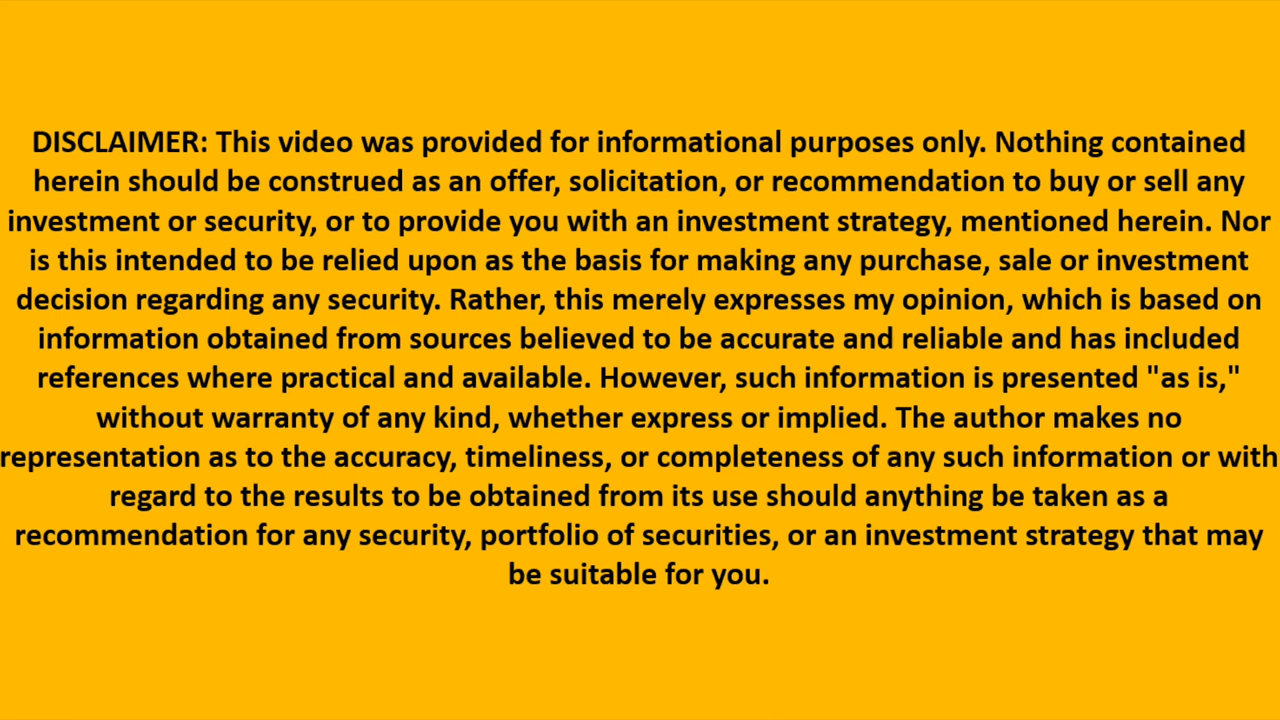 DISCLAIMER: This video was provided for informational purposes only. Nothing contained
herein should be construed as an offer, solicitation, or recommendation to buy or sell any
investment or security, or to provide you with an investment strategy, mentioned herein. Nor
is this intended to be relied upon as the basis for making any purchase, sale or investment
decision regarding any security. Rather, this merely expresses my opinion, which is based on
information obtained from sources believed to be accurate and reliable and has included
references where practical and available. However, such information is presented "as is,"
without warranty of any kind, whether express or implied. The author makes no
representation as to the accuracy, timeliness, or completeness of any such information or with
regard to the results to be obtained from its use should anything be taken as a
recommendation for any security, portfolio of securities, or an investment strategy that may
be suitable for you.